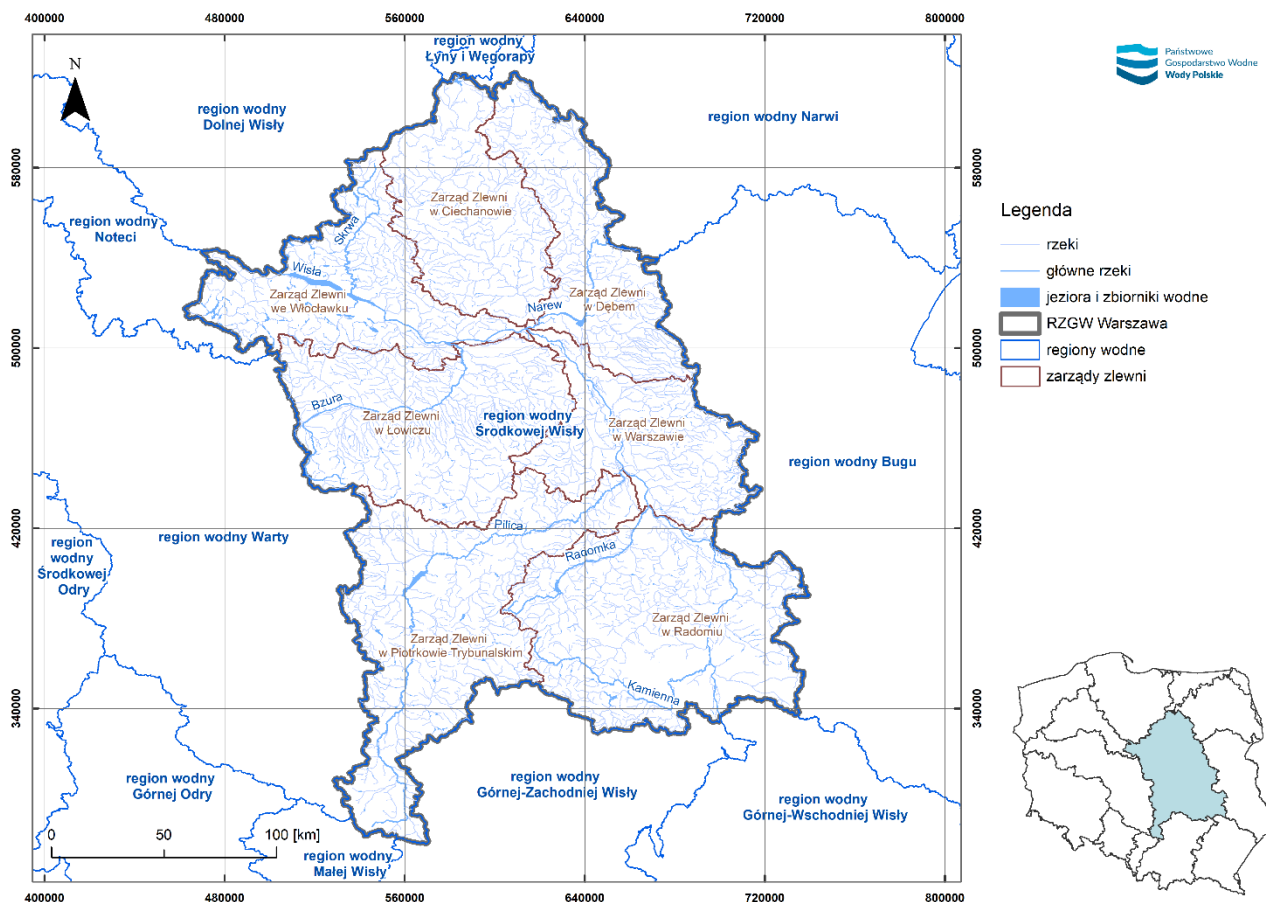 400000
480000
560000
640000
720000
800000
region wodny
Łyny i Węgorapy
N
region wodny
Dolnej Wisły
region wodny Narwi
Państwowe
Gospodarstwo Wodne
Wody Polskie
580000
580000
Zarząd Zlewni
w Ciechanowie
region wodny
Noteci
Skrwa
Legenda
rzeki
główne rzeki
jeziora i zbiorniki wodne
RZGW Warszawa
regiony wodne
zarządy zlewni
Wisła
Zarząd Zlewni
we Włocławku
Zarząd Zlewni
w Dębem
Narew
500000
500000
Bzura
Zarząd Zlewni
w Łowiczu
region wodny
Środkowej Wisły
Zarząd Zlewni
w Warszawie
region wodny Bugu
420000
420000
region wodny Warty
Pilica
region
wodny
Środkowej
Odry
Radomka
Zarząd Zlewni
w Piotrkowie Trybunalskim
Zarząd Zlewni
w Radomiu
Kamienna
340000
340000
region wodny
Górnej Odry
region wodny
Górnej-Zachodniej Wisły
region wodny
Górnej-Wschodniej Wisły
0
50
100 [km]
region wodny
Małej Wisły
400000
480000
560000
640000
720000
800000